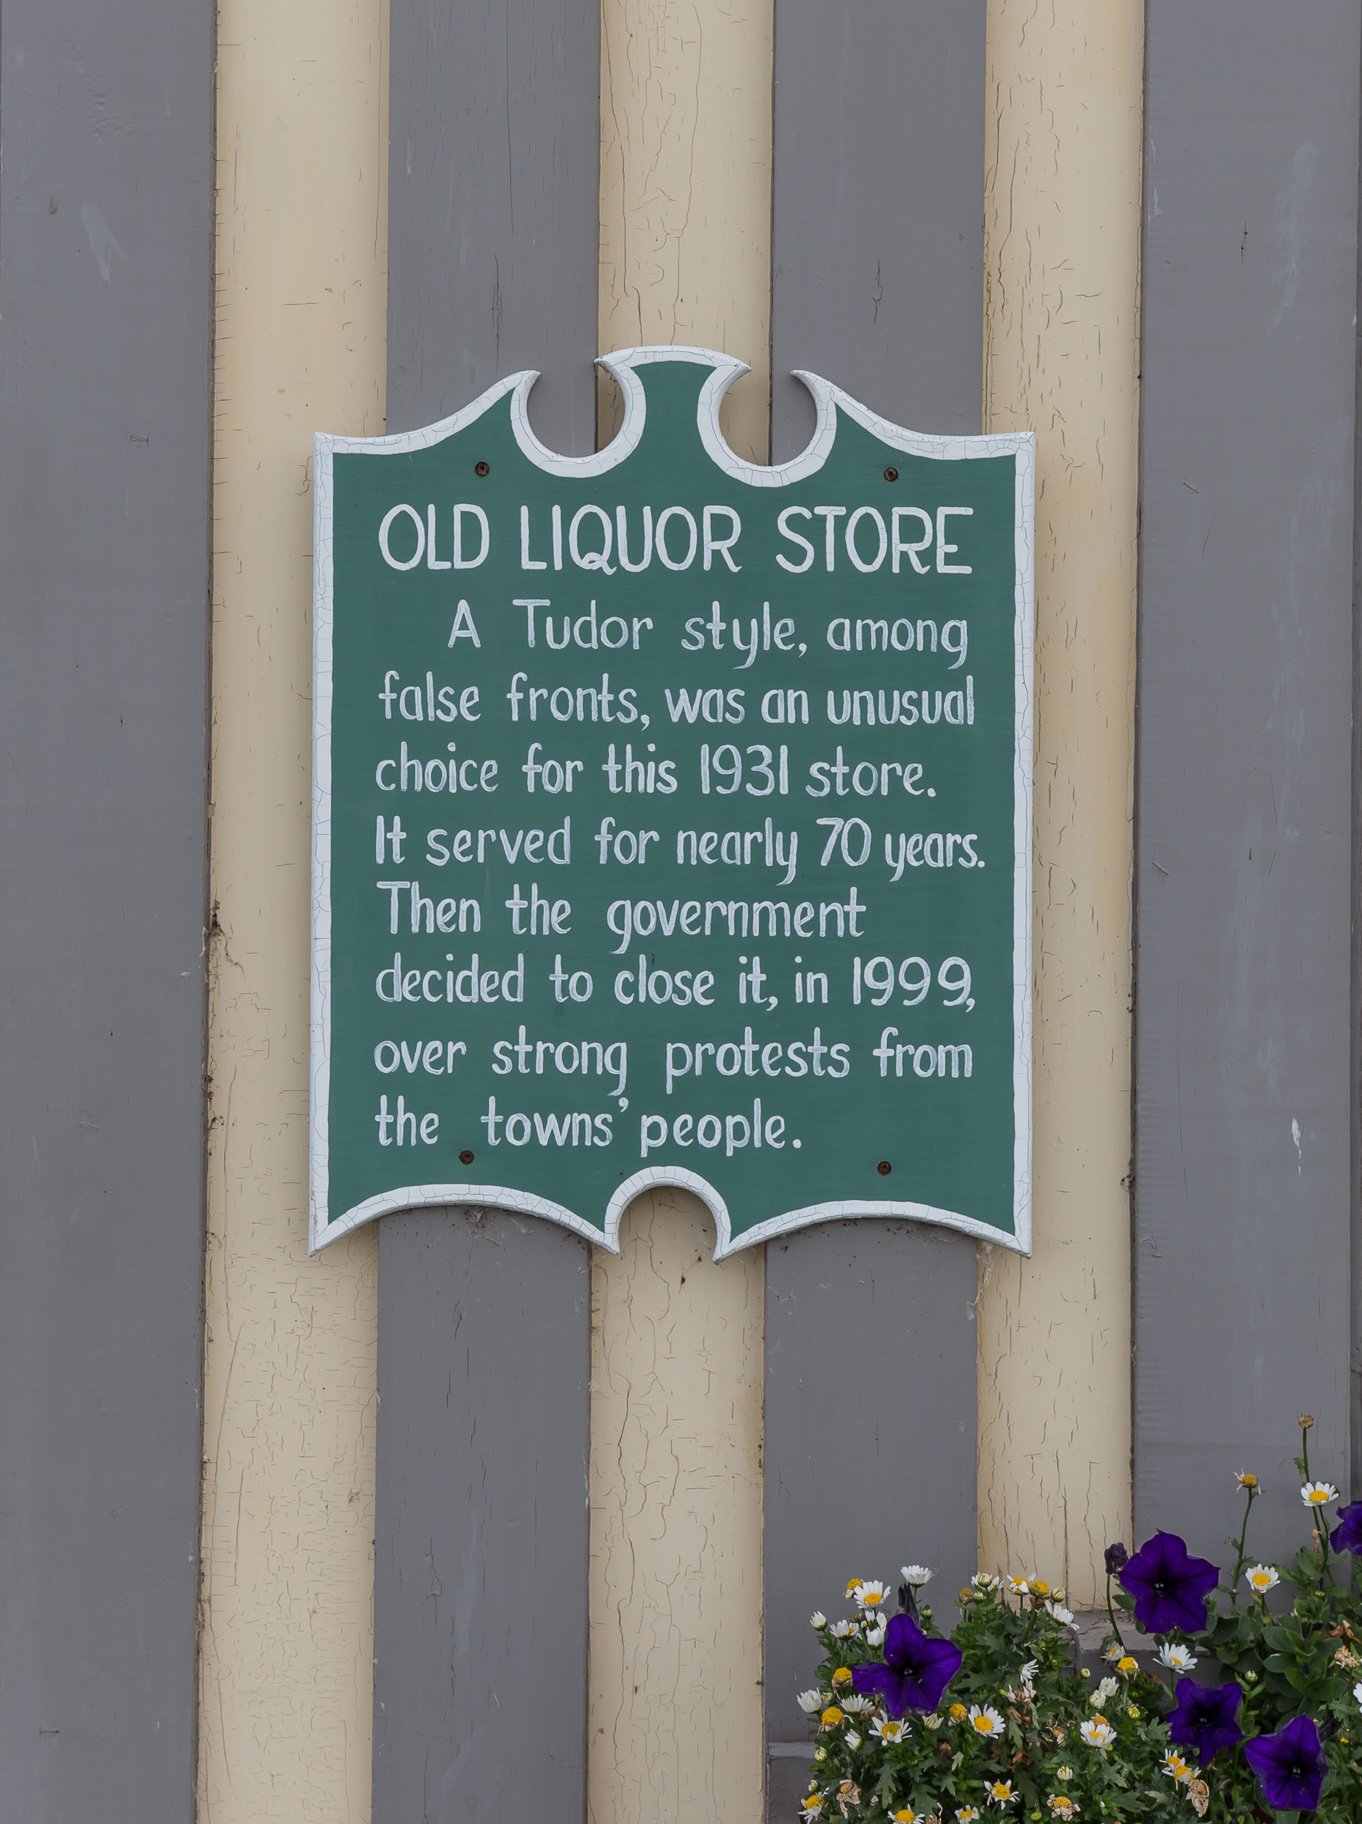 OLD LIQUOR STORE
A Tudor style, among
false fronts, was an unusual
choice for this 1931 store.
It served for nearly 70 years.
Then the government
decided to close it, in 1999,
over strong protests from
the towns' people.